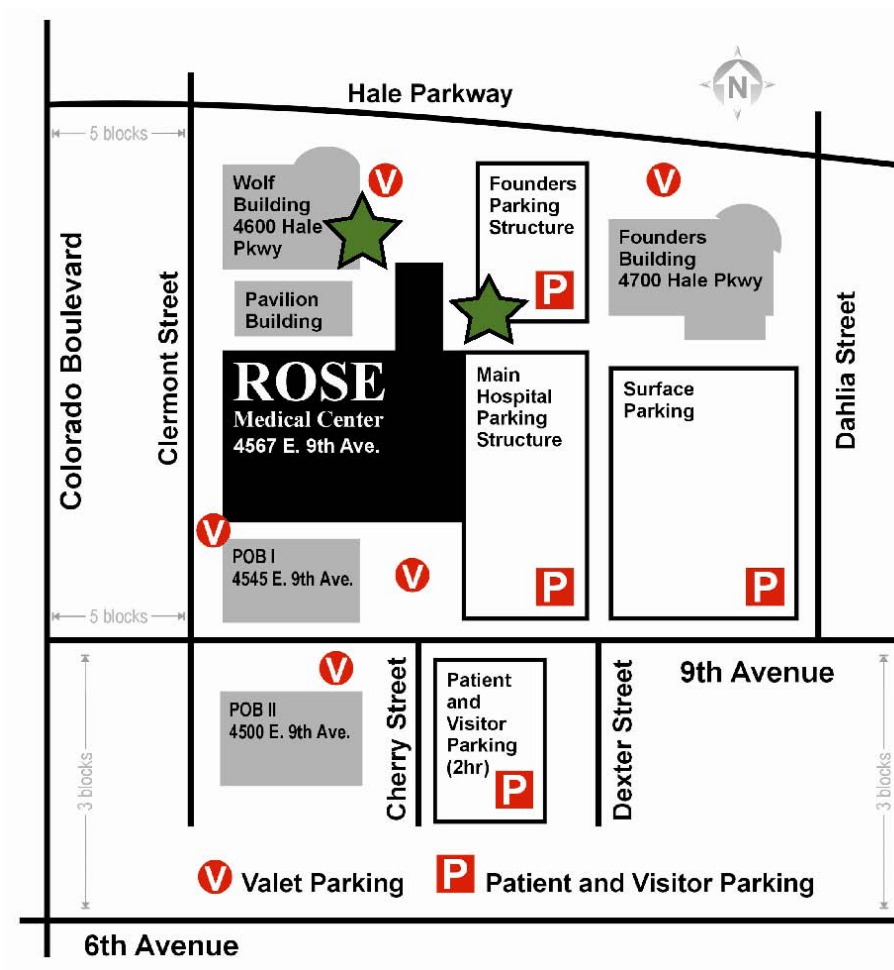 Hale Parkway
N
5 blocks
Wolf
Building
4600 Hale
Pkwy
V
Founders
Parking
Structure
P
V
Founders
Building
4700 Hale Pkwy
Pavilion
Building
Colorado Boulevard
Clermont Street
ROSE
Medical Center
4567 E. 9th Ave.
Main
Hospital
Parking
Structure
P
Surface
Parking
P
Dahlia Street
V
POB I
4545 E. 9th Ave.
V
5 blocks
9th Avenue
V
POB II
4500 E. 9th Ave.
Cherry Street
Patient
and
Visitor
Parking
(2hr)
P
Dexter Street
3 blocks
3 blocks
V Valet Parking
P Patient and Visitor Parking
6th Avenue